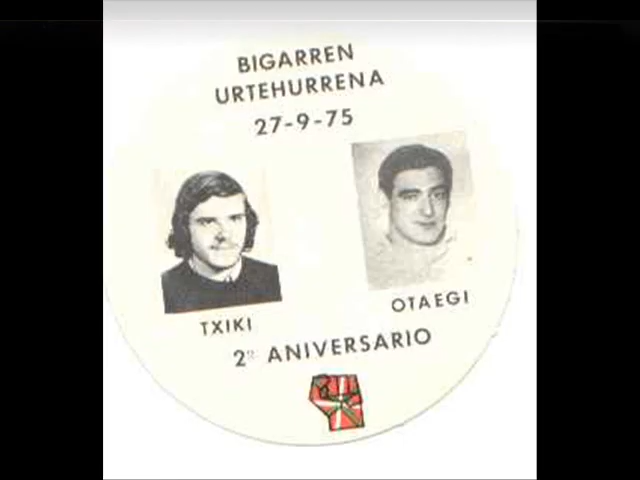 BIGARREN
URTEHURRENA
27-9-75
TXIKI
OTAEGI
2º ANIVERSARIO